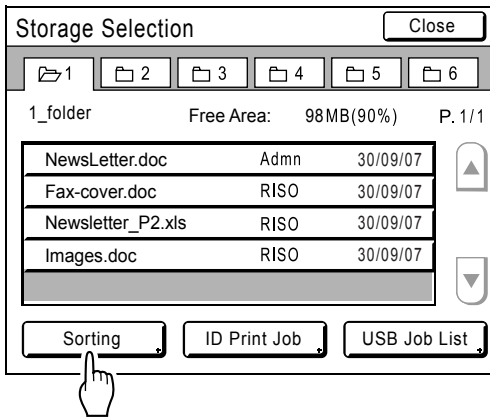 Storage Selection Close
1 2 3 4 5 6
1_folder Free Area: 98MB(90%) P. 1/1
NewsLetter.doc Admn 30/09/07
Fax-cover.doc RISO 30/09/07
Newsletter_P2.xls RISO 30/09/07
Images.doc RISO 30/09/07
Sorting ID Print Job USB Job List